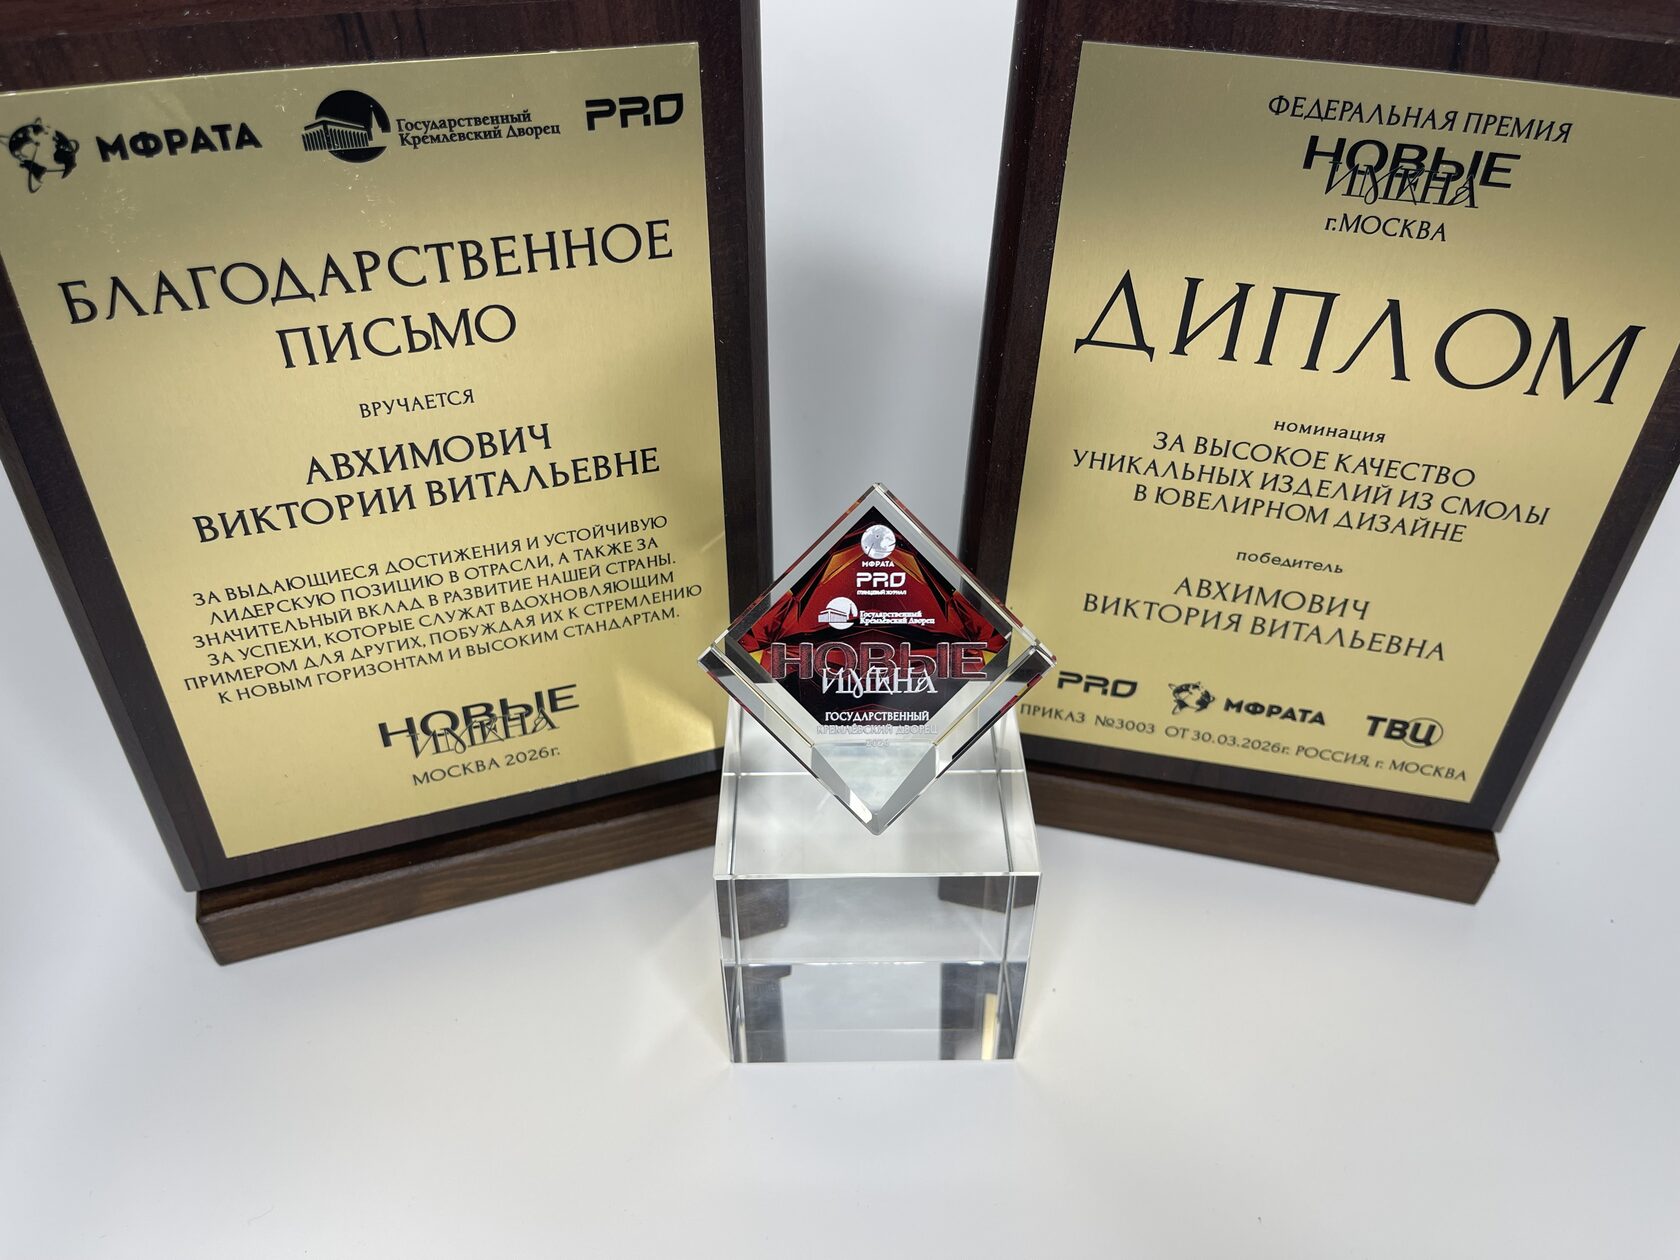 МФРАТА
Государственный
Кремлёвский Дворец
PRO
БЛАГОДАРСТВЕННОЕ
ПИСЬМО
ВРУЧАЕТСЯ
АВХИМОВИЧ
ВИКТОРИИ ВИТАЛЬЕВНЕ
ЗА ВЫДАЮЩИЕСЯ ДОСТИЖЕНИЯ И УСТОЙЧИВУЮ
ЛИДЕРСКУЮ ПОЗИЦИЮ В ОТРАСЛИ, А ТАКЖЕ ЗА
ЗНАЧИТЕЛЬНЫЙ ВКЛАД В РАЗВИТИЕ НАШЕЙ СТРАНЫ.
ЗА УСПЕХИ, КОТОРЫЕ СЛУЖАТ ВДОХНОВЛЯЮЩИМ
ПРИМЕРОМ ДЛЯ ДРУГИХ, ПОБУЖДАЯ ИХ К СТРЕМЛЕНИЮ
К НОВЫМ ГОРИЗОНТАМ И ВЫСОКИМ СТАНДАРТАМ.
НОВЫЕ
ИМЕНА
МОСКВА 2026г.
МФРАТА
PRO
ГЛЯНЦЕВЫЙ ЖУРНАЛ
Государственный
Кремлёвский Дворец
НОВЫЕ
ИМЕНА
ГОСУДАРСТВЕННЫЙ
КРЕМЛЁВСКИЙ ДВОРЕЦ
2026
ФЕДЕРАЛЬНАЯ ПРЕМИЯ
НОВЫЕ
ИМЕНА
г.МОСКВА
ДИПЛОМ
номинация
ЗА ВЫСОКОЕ КАЧЕСТВО
УНИКАЛЬНЫХ ИЗДЕЛИЙ ИЗ СМОЛЫ
В ЮВЕЛИРНОМ ДИЗАЙНЕ
победитель
АВХИМОВИЧ
ВИКТОРИЯ ВИТАЛЬЕВНА
PRO
МФРАТА
ТВЦ
ПРИКАЗ №3003 ОТ 30.03.2026г. РОССИЯ, г. МОСКВА